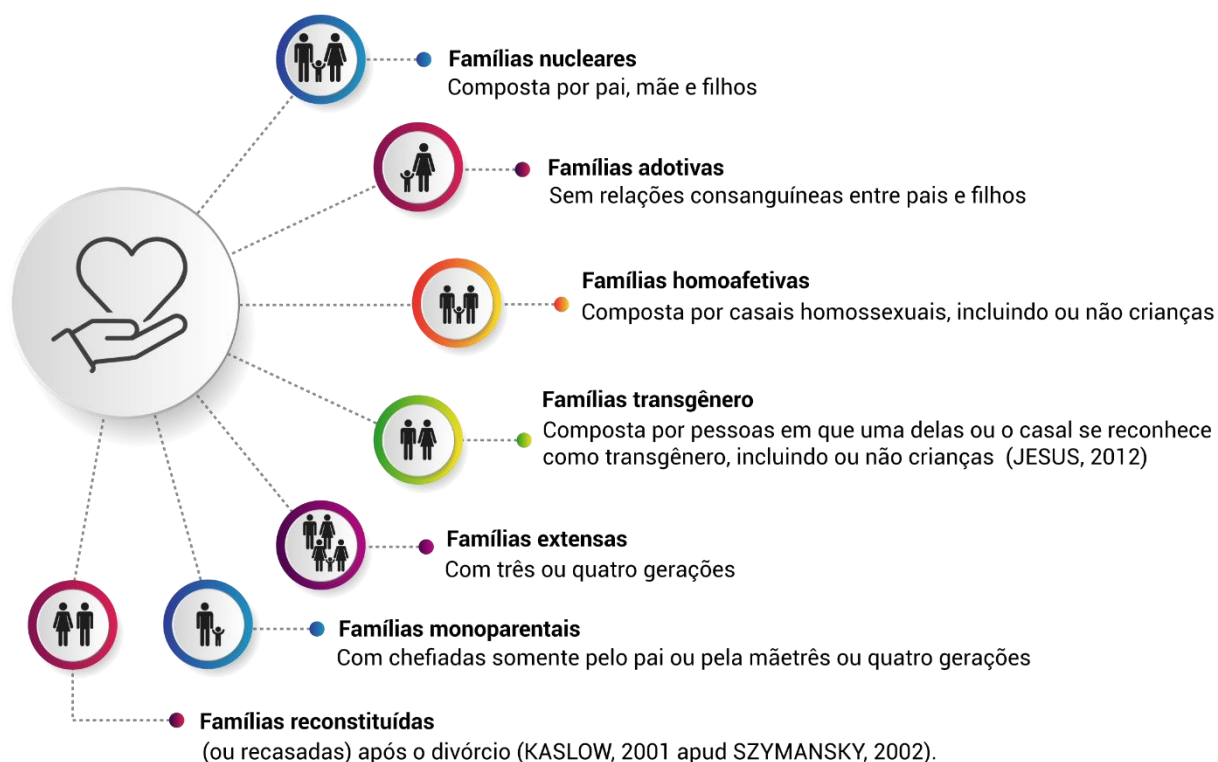 Famílias nucleares
Composta por pai, mãe e filhos
Famílias adotivas
Sem relações consanguíneas entre pais e filhos
Famílias homoafetivas
Composta por casais homossexuais, incluindo ou não crianças
Famílias transgênero
Composta por pessoas em que uma delas ou o casal se reconhece
como transgênero, incluindo ou não crianças (JESUS, 2012)
Famílias extensas
Com três ou quatro gerações
Famílias monoparentais
Com chefiadas somente pelo pai ou pela mãetrês ou quatro gerações
Famílias reconstituídas
(ou recasadas) após o divórcio (KASLOW, 2001 apud SZYMANSKY, 2002).